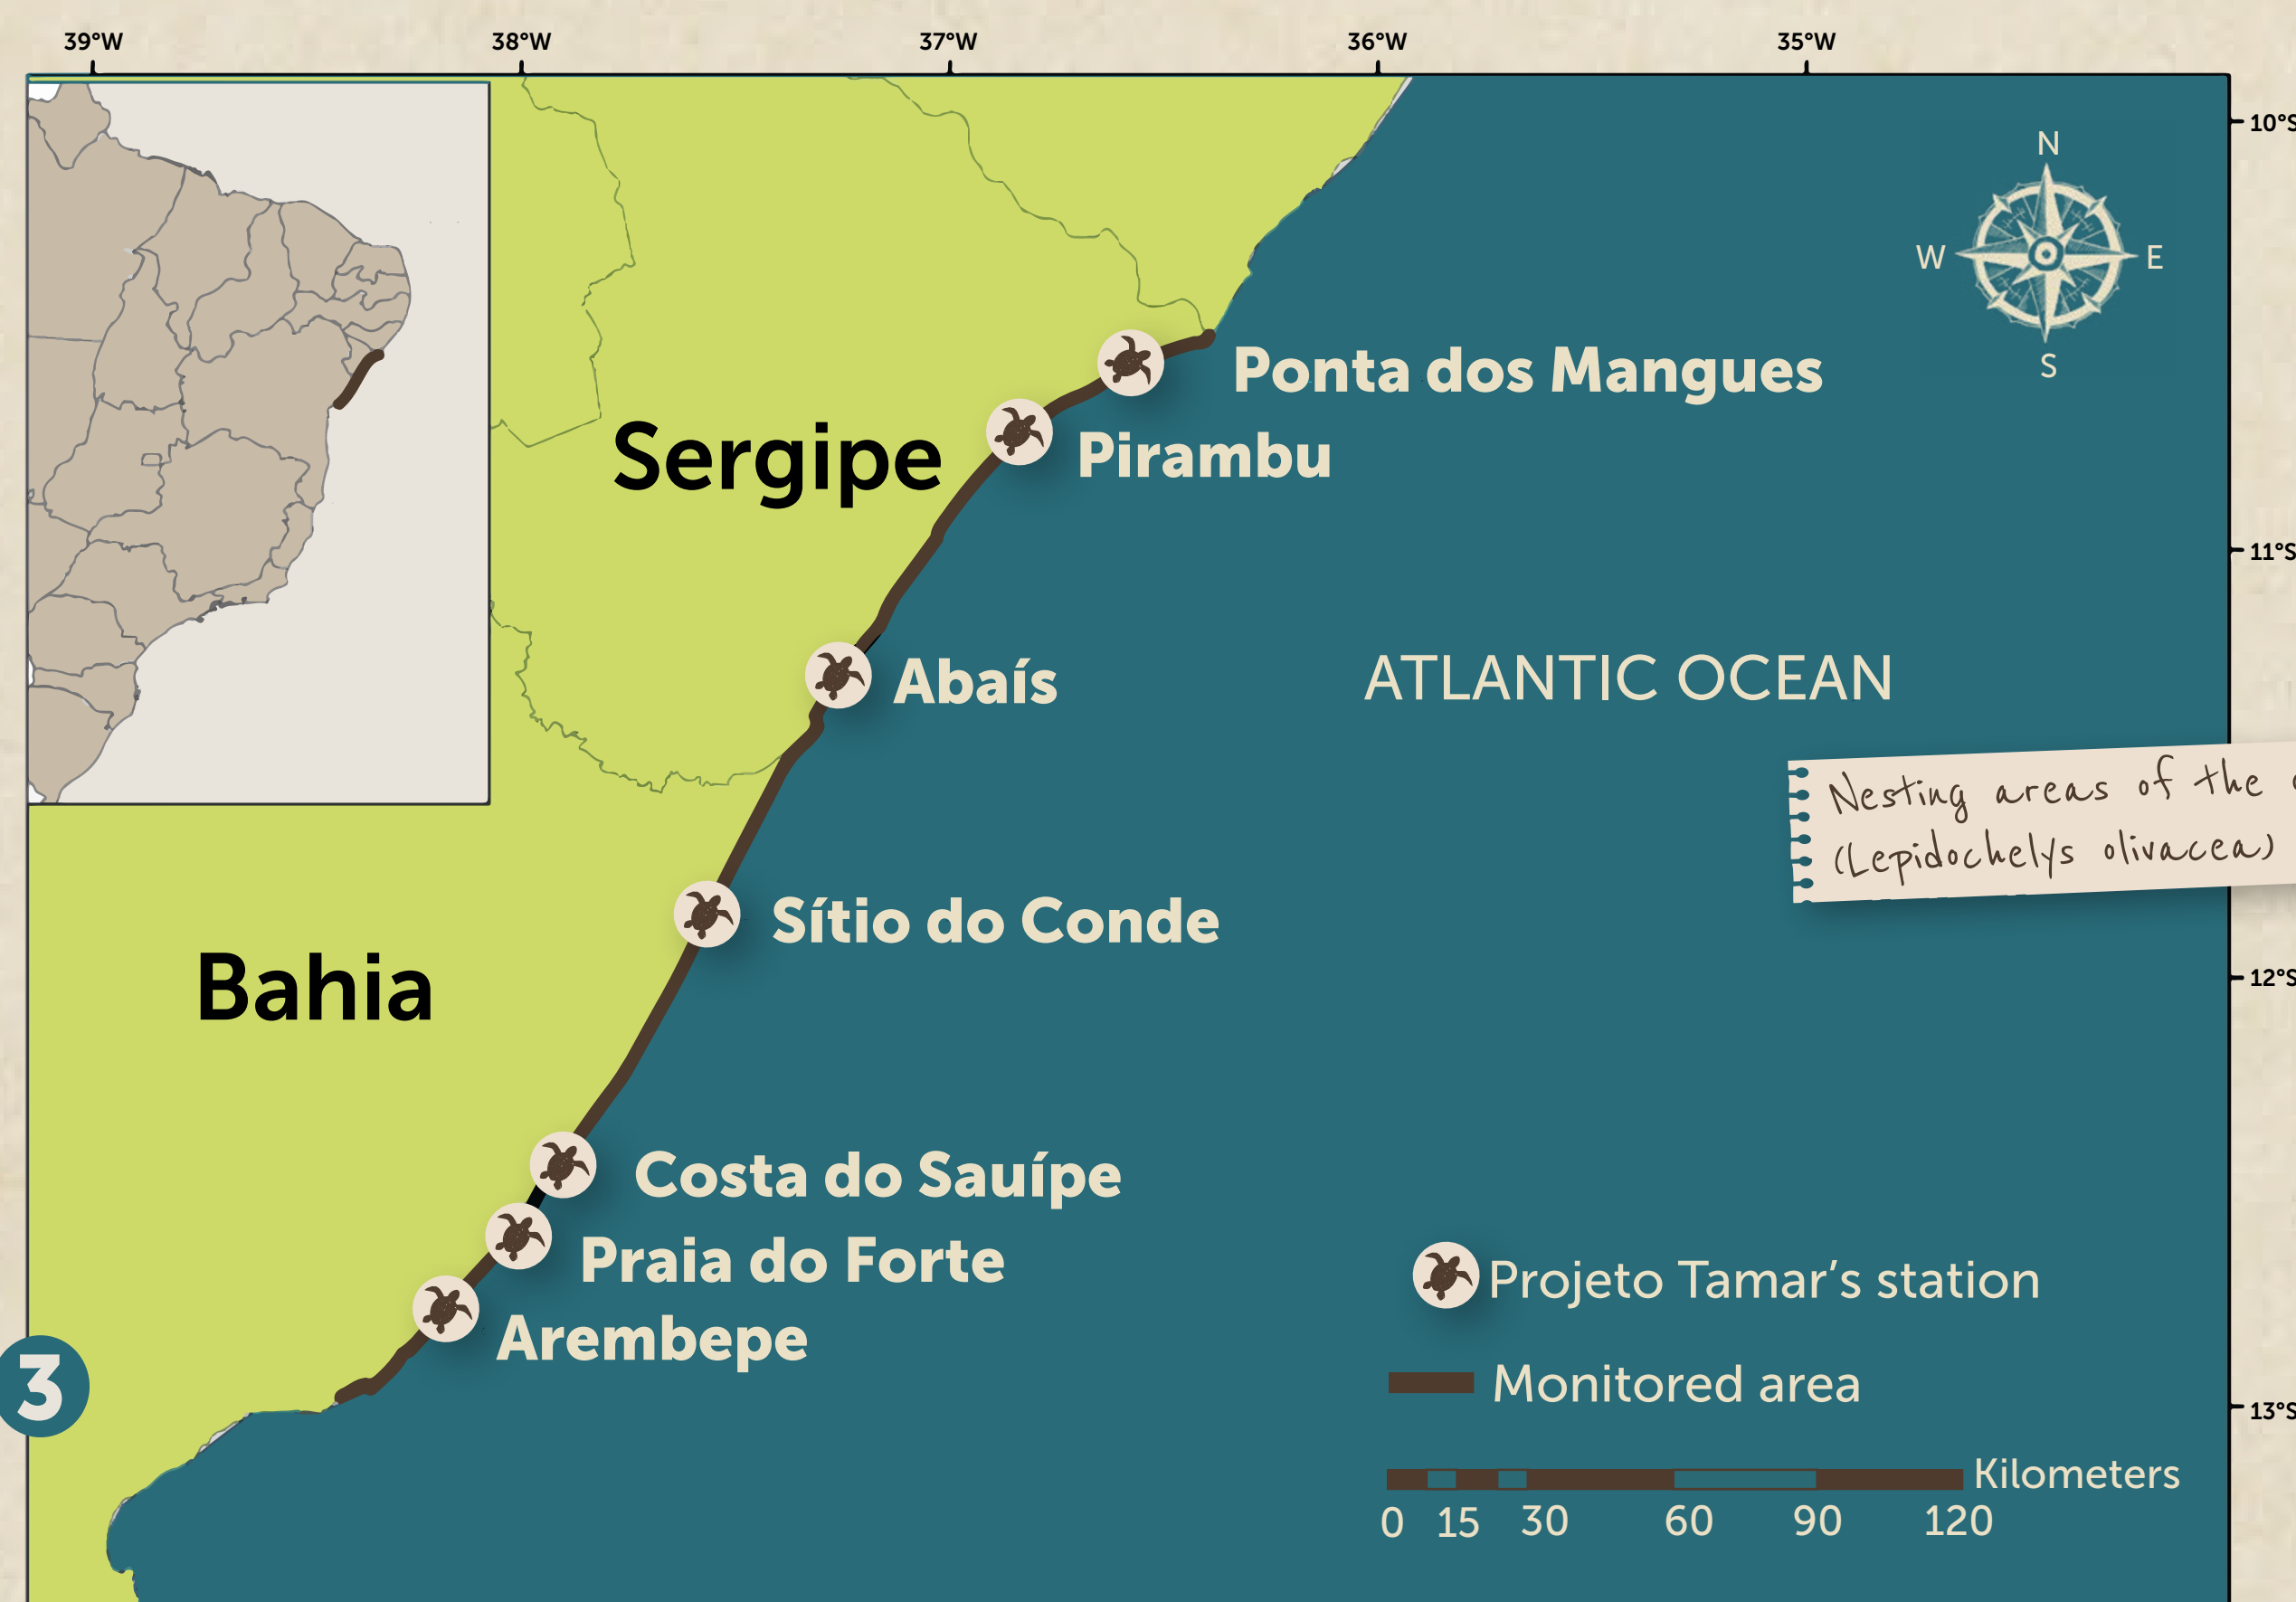 39°W 38°W 37°W 36°W 35°W
10°S
N
W E
S
Ponta dos Mangues
Sergipe
Pirambu
11°S
Abaís
ATLANTIC OCEAN
Nesting areas of the
(Lepidochelys olivacea)
Sítio do Conde
Bahia
12°S
Costa do Sauípe
Praia do Forte
Projeto Tamar’s station
Arembepe
3
Monitored area
13°S
Kilometers
0 15 30 60 90 120